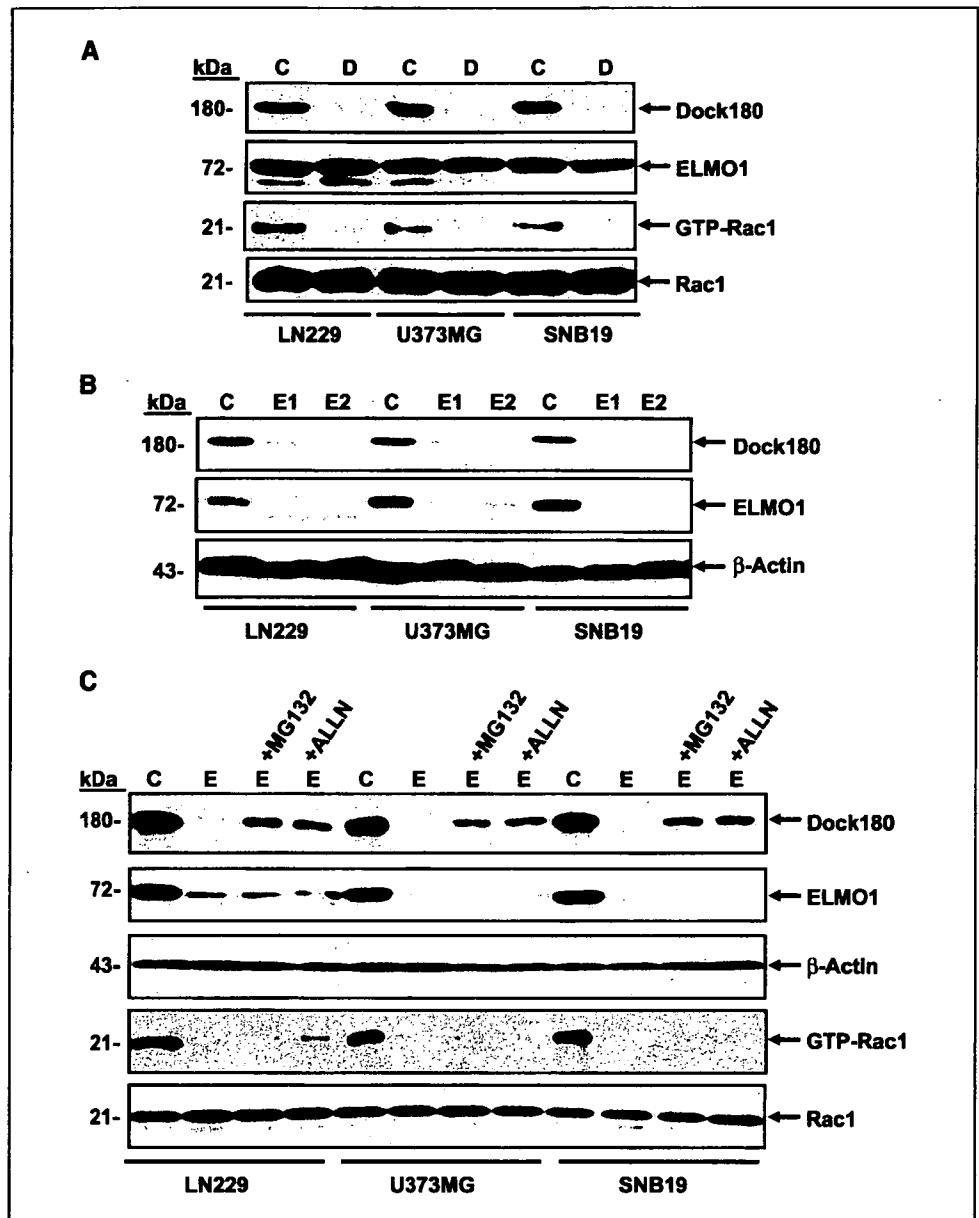 A
kDa C D C D C D
180- Dock180
72- ELMO1
21- GTP-Rac1
21- Rac1
LN229 U373MG SNB19
B
kDa C E1 E2 C E1 E2 C E1 E2
180- Dock180
72- ELMO1
43- β-Actin
LN229 U373MG SNB19
C
+MG132 +ALLN +MG132 +ALLN +MG132 +ALLN
kDa C E E E C E E E C E E E
180- Dock180
72- ELMO1
43- β-Actin
21- GTP-Rac1
21- Rac1
LN229 U373MG SNB19